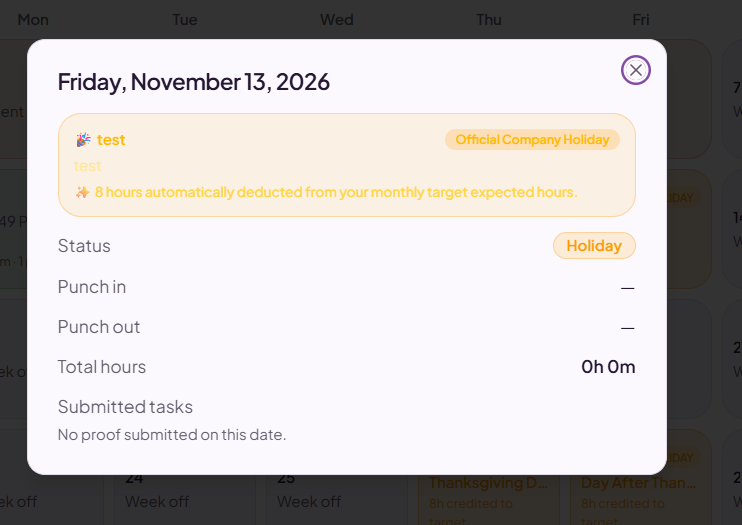 Mon Tue Wed Thu Fri
Friday, November 13, 2026
🎉 test Official Company Holiday
test
✨ 8 hours automatically deducted from your monthly target expected hours.
Status Holiday
Punch in —
Punch out —
Total hours 0h 0m
Submitted tasks
No proof submitted on this date.
24 25
Week off Week off
Thanksgiving D... Day After Than...
8h credited to 8h credited to
target target